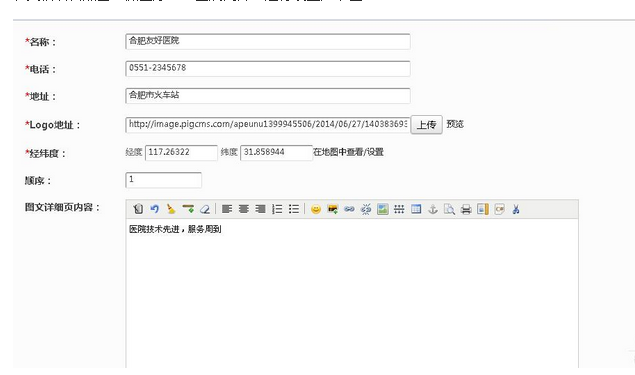 *名称： 合肥友好医院
*电话： 0551-2345678
*地址： 合肥市火车站
*Logo地址： http://image.pigcms.com/apeunu1399945506/2014/06/27/140383693 上传 预览
*经纬度： 经度 117.26322 纬度 31.858944 在地图中查看/设置
顺序： 1
图文详细页内容：
医院技术先进，服务周到